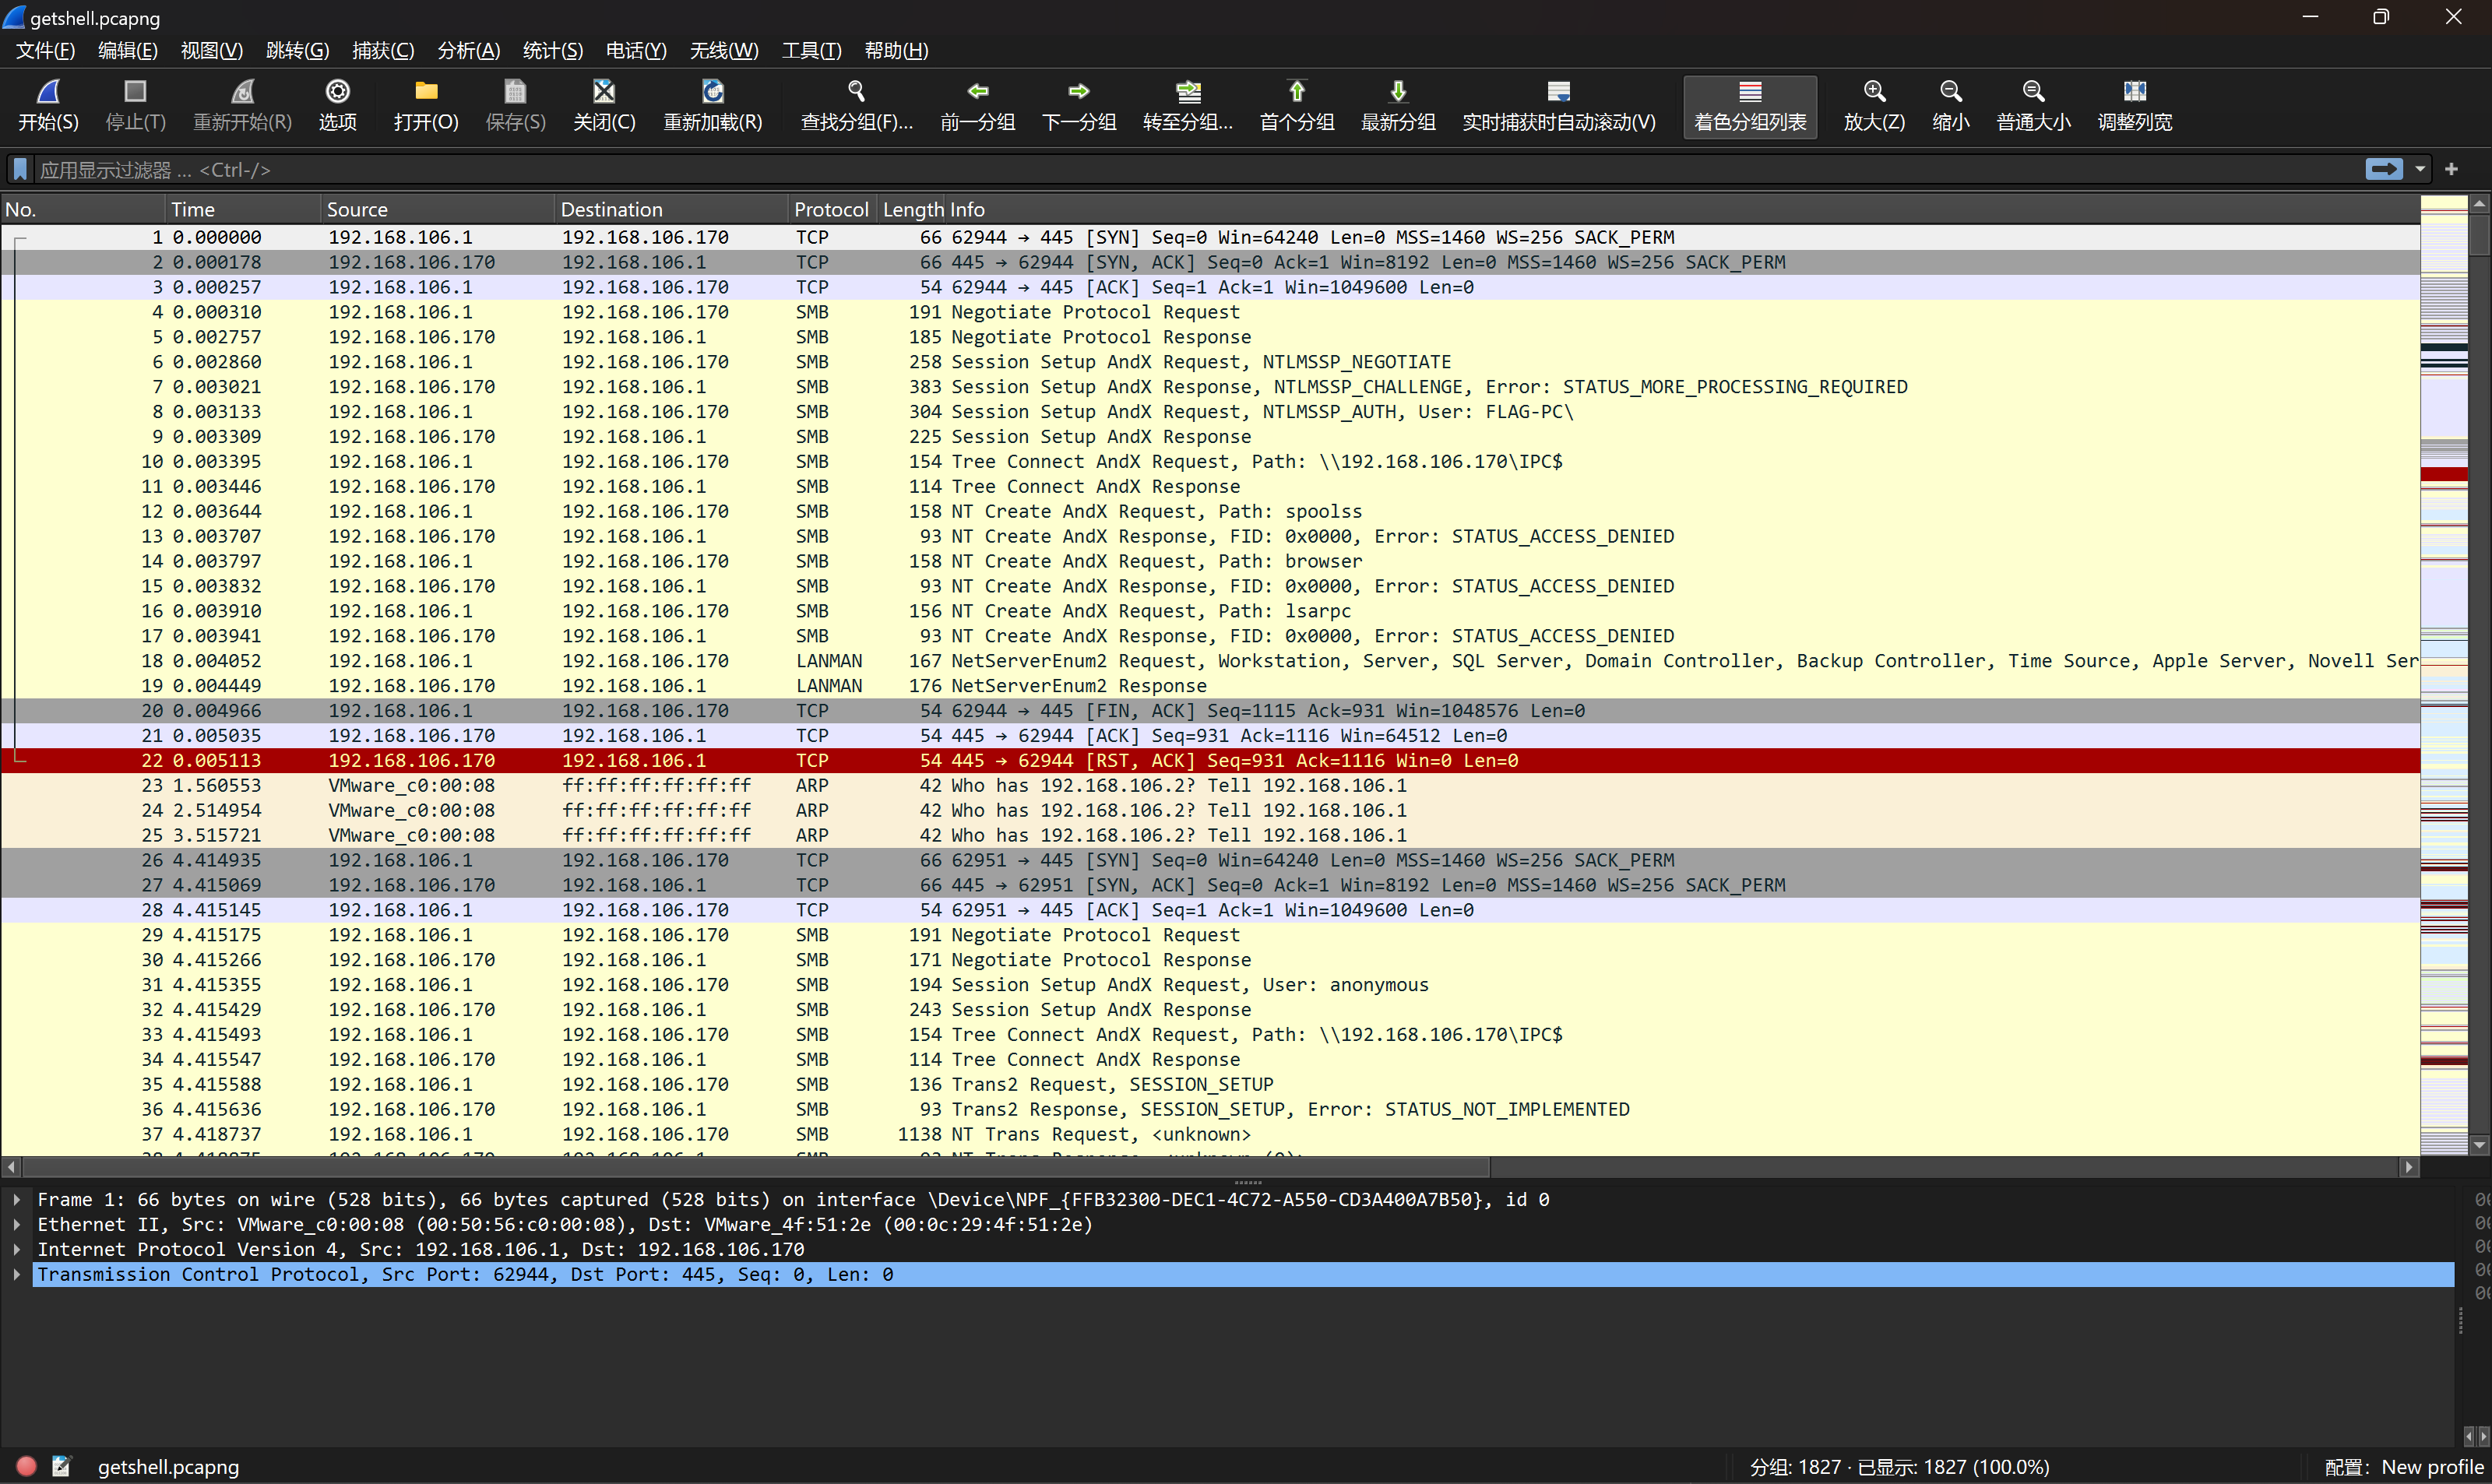 getshell.pcapng
文件(F) 编辑(E) 视图(V) 跳转(G) 捕获(C) 分析(A) 统计(S) 电话(Y) 无线(W) 工具(T) 帮助(H)
开始(S) 停止(T) 重新开始(R) 选项 打开(O) 保存(S) 关闭(C) 重新加载(R) 查找分组(F)... 前一分组 下一分组 转至分组... 首个分组 最新分组 实时捕获时自动滚动(V) 着色分组列表 放大(Z) 缩小 普通大小 调整列宽
应用显示过滤器 … <Ctrl-/>
No. Time Source Destination Protocol Length Info
1 0.000000 192.168.106.1 192.168.106.170 TCP 66 62944 → 445 [SYN] Seq=0 Win=64240 Len=0 MSS=1460 WS=256 SACK_PERM
2 0.000178 192.168.106.170 192.168.106.1 TCP 66 445 → 62944 [SYN, ACK] Seq=0 Ack=1 Win=8192 Len=0 MSS=1460 WS=256 SACK_PERM
3 0.000257 192.168.106.1 192.168.106.170 TCP 54 62944 → 445 [ACK] Seq=1 Ack=1 Win=1049600 Len=0
4 0.000310 192.168.106.1 192.168.106.170 SMB 191 Negotiate Protocol Request
5 0.002757 192.168.106.170 192.168.106.1 SMB 185 Negotiate Protocol Response
6 0.002860 192.168.106.1 192.168.106.170 SMB 258 Session Setup AndX Request, NTLMSSP_NEGOTIATE
7 0.003021 192.168.106.170 192.168.106.1 SMB 383 Session Setup AndX Response, NTLMSSP_CHALLENGE, Error: STATUS_MORE_PROCESSING_REQUIRED
8 0.003133 192.168.106.1 192.168.106.170 SMB 304 Session Setup AndX Request, NTLMSSP_AUTH, User: FLAG-PC\
9 0.003309 192.168.106.170 192.168.106.1 SMB 225 Session Setup AndX Response
10 0.003395 192.168.106.1 192.168.106.170 SMB 154 Tree Connect AndX Request, Path: \\192.168.106.170\IPC$
11 0.003446 192.168.106.170 192.168.106.1 SMB 114 Tree Connect AndX Response
12 0.003644 192.168.106.1 192.168.106.170 SMB 158 NT Create AndX Request, Path: spoolss
13 0.003707 192.168.106.170 192.168.106.1 SMB 93 NT Create AndX Response, FID: 0x0000, Error: STATUS_ACCESS_DENIED
14 0.003797 192.168.106.1 192.168.106.170 SMB 158 NT Create AndX Request, Path: browser
15 0.003832 192.168.106.170 192.168.106.1 SMB 93 NT Create AndX Response, FID: 0x0000, Error: STATUS_ACCESS_DENIED
16 0.003910 192.168.106.1 192.168.106.170 SMB 156 NT Create AndX Request, Path: lsarpc
17 0.003941 192.168.106.170 192.168.106.1 SMB 93 NT Create AndX Response, FID: 0x0000, Error: STATUS_ACCESS_DENIED
18 0.004052 192.168.106.1 192.168.106.170 LANMAN 167 NetServerEnum2 Request, Workstation, Server, SQL Server, Domain Controller, Backup Controller, Time Source, Apple Server, Novell Ser
19 0.004449 192.168.106.170 192.168.106.1 LANMAN 176 NetServerEnum2 Response
20 0.004966 192.168.106.1 192.168.106.170 TCP 54 62944 → 445 [FIN, ACK] Seq=1115 Ack=931 Win=1048576 Len=0
21 0.005035 192.168.106.170 192.168.106.1 TCP 54 445 → 62944 [ACK] Seq=931 Ack=1116 Win=64512 Len=0
22 0.005113 192.168.106.170 192.168.106.1 TCP 54 445 → 62944 [RST, ACK] Seq=931 Ack=1116 Win=0 Len=0
23 1.560553 VMware_c0:00:08 ff:ff:ff:ff:ff:ff ARP 42 Who has 192.168.106.2? Tell 192.168.106.1
24 2.514954 VMware_c0:00:08 ff:ff:ff:ff:ff:ff ARP 42 Who has 192.168.106.2? Tell 192.168.106.1
25 3.515721 VMware_c0:00:08 ff:ff:ff:ff:ff:ff ARP 42 Who has 192.168.106.2? Tell 192.168.106.1
26 4.414935 192.168.106.1 192.168.106.170 TCP 66 62951 → 445 [SYN] Seq=0 Win=64240 Len=0 MSS=1460 WS=256 SACK_PERM
27 4.415069 192.168.106.170 192.168.106.1 TCP 66 445 → 62951 [SYN, ACK] Seq=0 Ack=1 Win=8192 Len=0 MSS=1460 WS=256 SACK_PERM
28 4.415145 192.168.106.1 192.168.106.170 TCP 54 62951 → 445 [ACK] Seq=1 Ack=1 Win=1049600 Len=0
29 4.415175 192.168.106.1 192.168.106.170 SMB 191 Negotiate Protocol Request
30 4.415266 192.168.106.170 192.168.106.1 SMB 171 Negotiate Protocol Response
31 4.415355 192.168.106.1 192.168.106.170 SMB 194 Session Setup AndX Request, User: anonymous
32 4.415429 192.168.106.170 192.168.106.1 SMB 243 Session Setup AndX Response
33 4.415493 192.168.106.1 192.168.106.170 SMB 154 Tree Connect AndX Request, Path: \\192.168.106.170\IPC$
34 4.415547 192.168.106.170 192.168.106.1 SMB 114 Tree Connect AndX Response
35 4.415588 192.168.106.1 192.168.106.170 SMB 136 Trans2 Request, SESSION_SETUP
36 4.415636 192.168.106.170 192.168.106.1 SMB 93 Trans2 Response, SESSION_SETUP, Error: STATUS_NOT_IMPLEMENTED
37 4.418737 192.168.106.1 192.168.106.170 SMB 1138 NT Trans Request, <unknown>
Frame 1: 66 bytes on wire (528 bits), 66 bytes captured (528 bits) on interface \Device\NPF_{FFB32300-DEC1-4C72-A550-CD3A400A7B50}, id 0
Ethernet II, Src: VMware_c0:00:08 (00:50:56:c0:00:08), Dst: VMware_4f:51:2e (00:0c:29:4f:51:2e)
Internet Protocol Version 4, Src: 192.168.106.1, Dst: 192.168.106.170
Transmission Control Protocol, Src Port: 62944, Dst Port: 445, Seq: 0, Len: 0
getshell.pcapng 分组: 1827 · 已显示: 1827 (100.0%) 配置: New profile